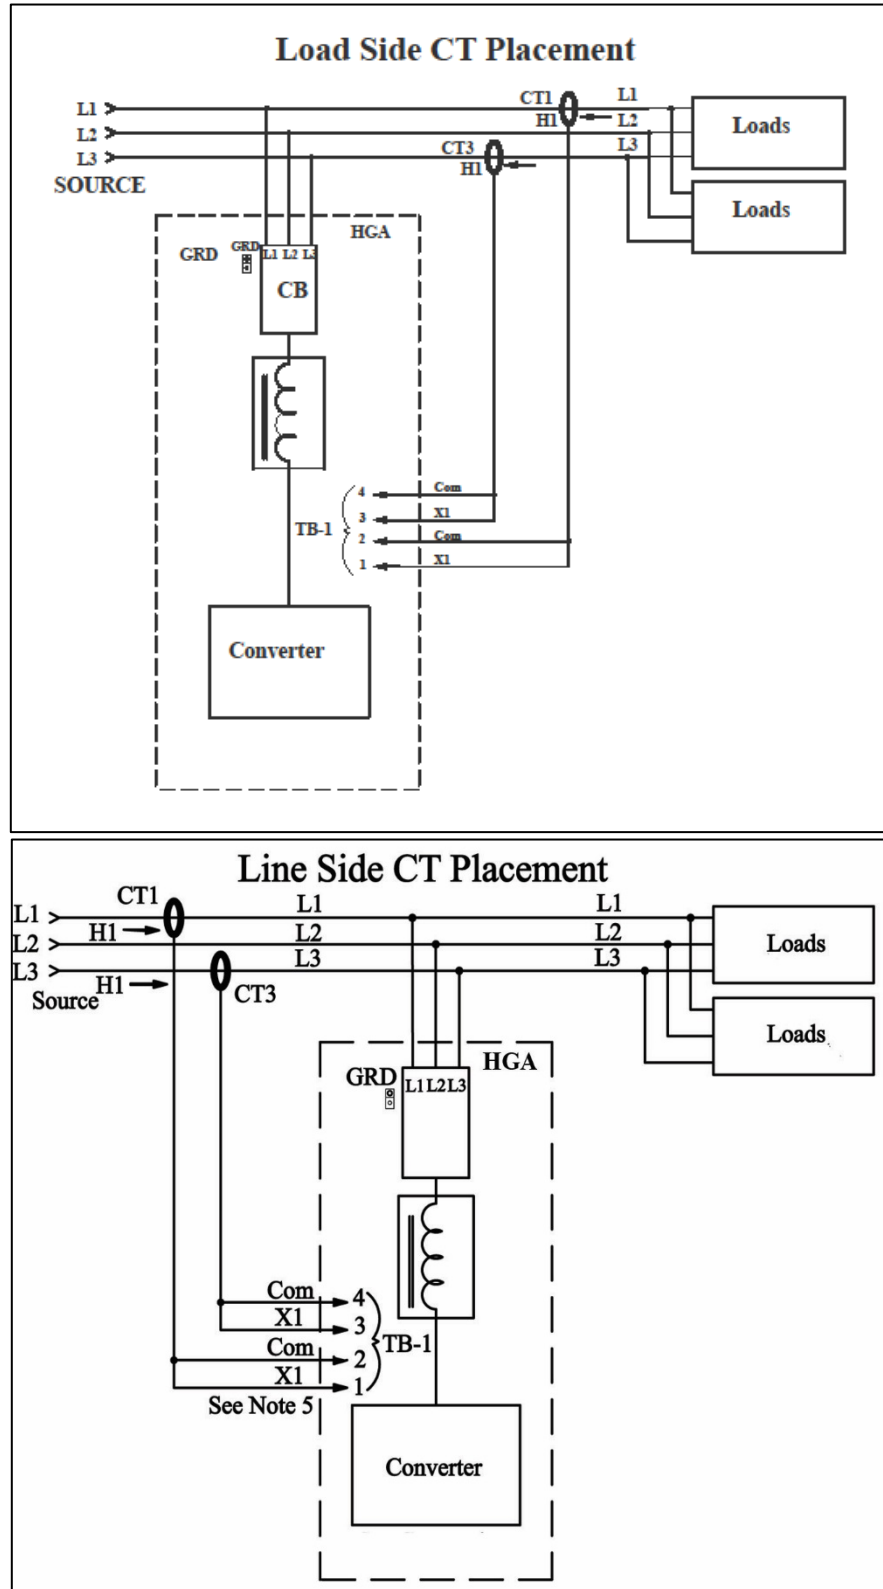 Load Side CT Placement
L1
CT1
L1
H1
L2
L2
CT3
L3
L3
H1
SOURCE
Loads
Loads
HGA
GRD
GRD
L1 L2 L3
CB
4
Com
3
X1
TB-1
2
Com
1
X1
Converter
Line Side CT Placement
CT1
L1
L1
L1
H1
L2
L2
L2
L3
L3
L3
H1
Source
CT3
Loads
Loads
HGA
GRD
L1 L2 L3
Com
4
X1
3
TB-1
Com
2
X1
1
See Note 5
Converter